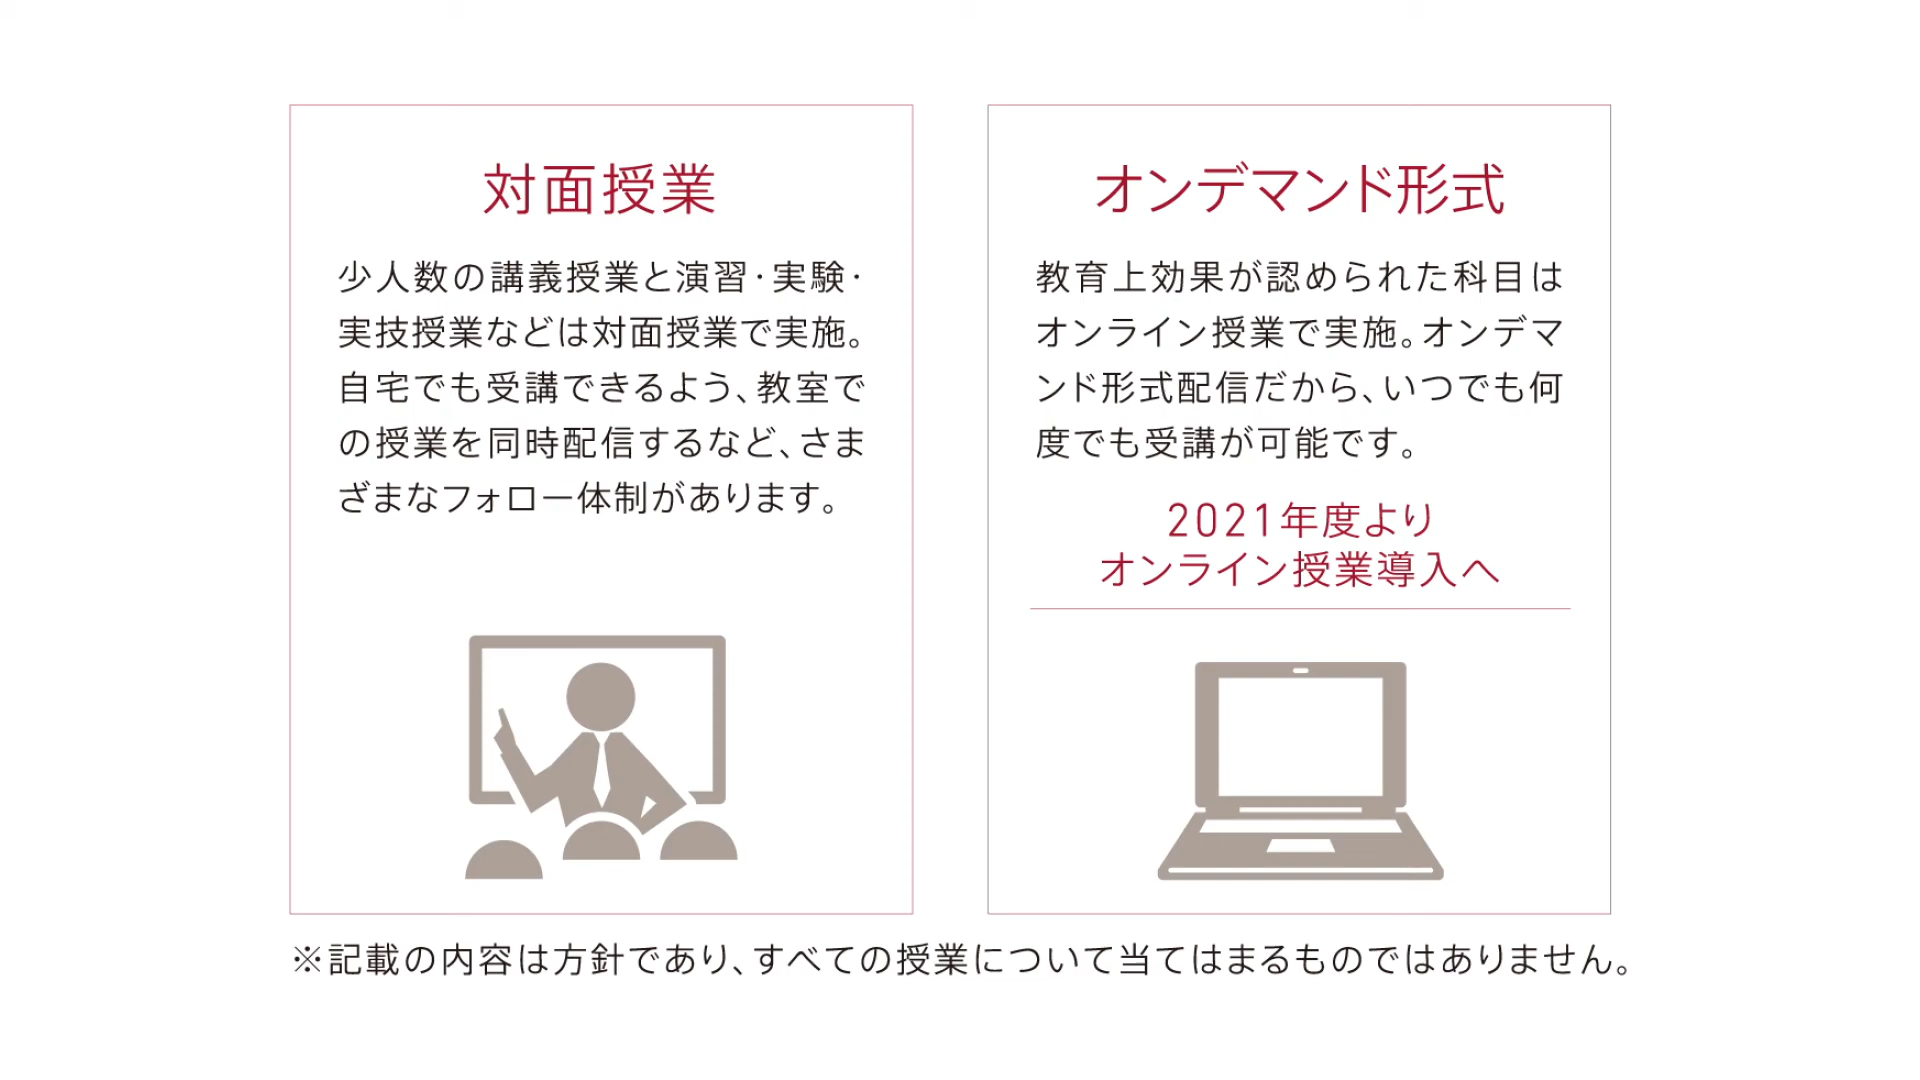 対面授業
少人数の講義授業と演習・実験・
実技授業などは対面授業で実施。
自宅でも受講できるよう、教室で
の授業を同時配信するなど、さま
ざまなフォロー体制があります。
オンデマンド形式
教育上効果が認められた科目は
オンライン授業で実施。オンデマ
ンド形式配信だから、いつでも何
度でも受講が可能です。
2021年度より
オンライン授業導入へ
※記載の内容は方針であり、すべての授業について当てはまるものではありません。